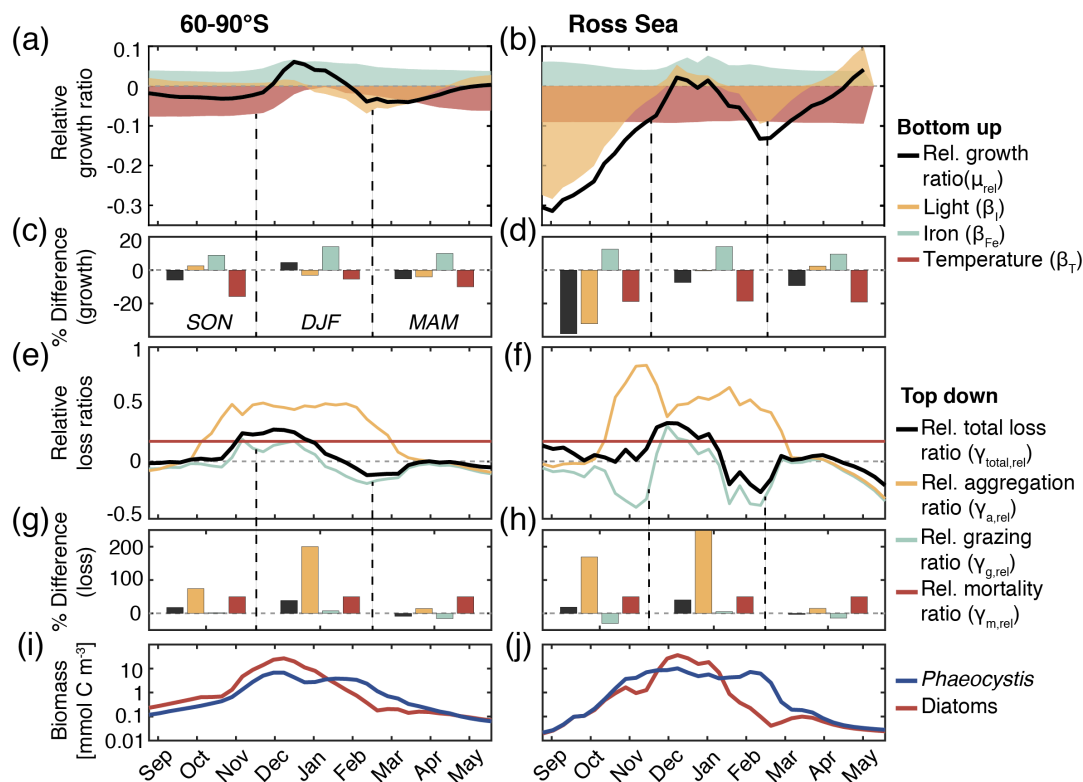 60-90°S
Ross Sea
(a)
(b)
0.1
0
-0.1
-0.2
-0.3
Relative
growth ratio
Bottom up
Rel. growth
ratio(μrel)
Light (βI)
Iron (βFe)
Temperature (βT)
(c)
(d)
20
0
-20
% Difference
(growth)
SON
DJF
MAM
(e)
(f)
1
0.5
0
-0.5
Relative
loss ratios
Top down
Rel. total loss
ratio (γtotal,rel)
Rel. aggregation
ratio (γa,rel)
Rel. grazing
ratio (γg,rel)
Rel. mortality
ratio (γm,rel)
(g)
(h)
200
100
0
% Difference
(loss)
(i)
(j)
10
1
0.1
0.01
Biomass
[mmol C m-3]
Phaeocystis
Diatoms
Sep
Oct
Nov
Dec
Jan
Feb
Mar
Apr
May
Sep
Oct
Nov
Dec
Jan
Feb
Mar
Apr
May